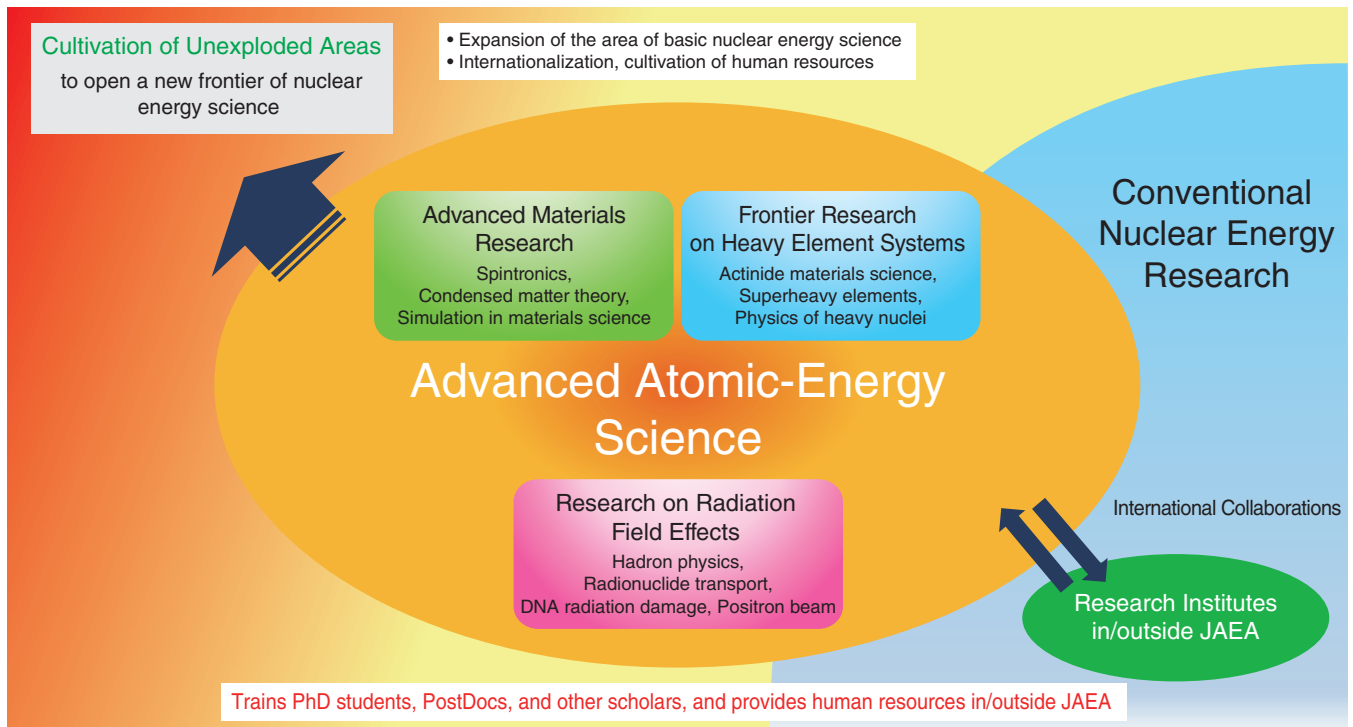 Cultivation of Unexploded Areas
to open a new frontier of nuclear
energy science
• Expansion of the area of basic nuclear energy science
• Internationalization, cultivation of human resources
Advanced Materials
Research
Spintronics,
Condensed matter theory,
Simulation in materials science
Frontier Research
on Heavy Element Systems
Actinide materials science,
Superheavy elements,
Physics of heavy nuclei
Conventional
Nuclear Energy
Research
Advanced Atomic-Energy
Science
Research on Radiation
Field Effects
Hadron physics,
Radionuclide transport,
DNA radiation damage, Positron beam
International Collaborations
Research Institutes
in/outside JAEA
Trains PhD students, PostDocs, and other scholars, and provides human resources in/outside JAEA